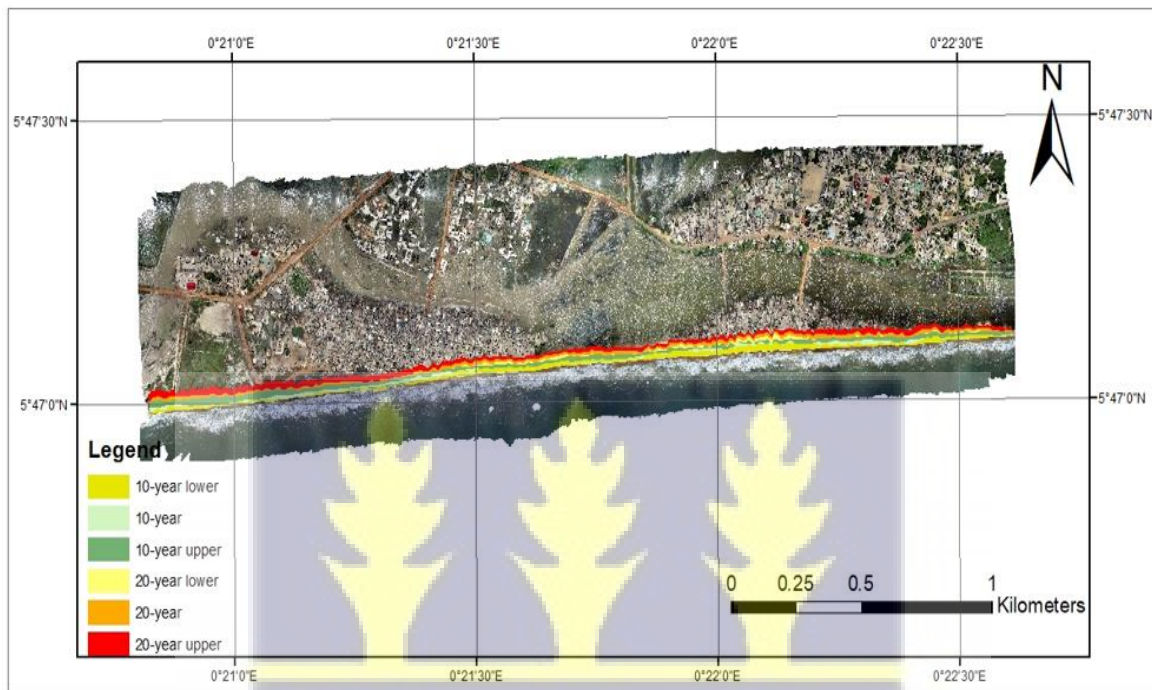 0°21'0"E 0°21'30"E 0°22'0"E 0°22'30"E
N
5°47'30"N 5°47'30"N
5°47'0"N 5°47'0"N
Legend
10-year lower
10-year
10-year upper
20-year lower
20-year
20-year upper
0 0.25 0.5 1
Kilometers
0°21'0"E 0°21'30"E 0°22'0"E 0°22'30"E